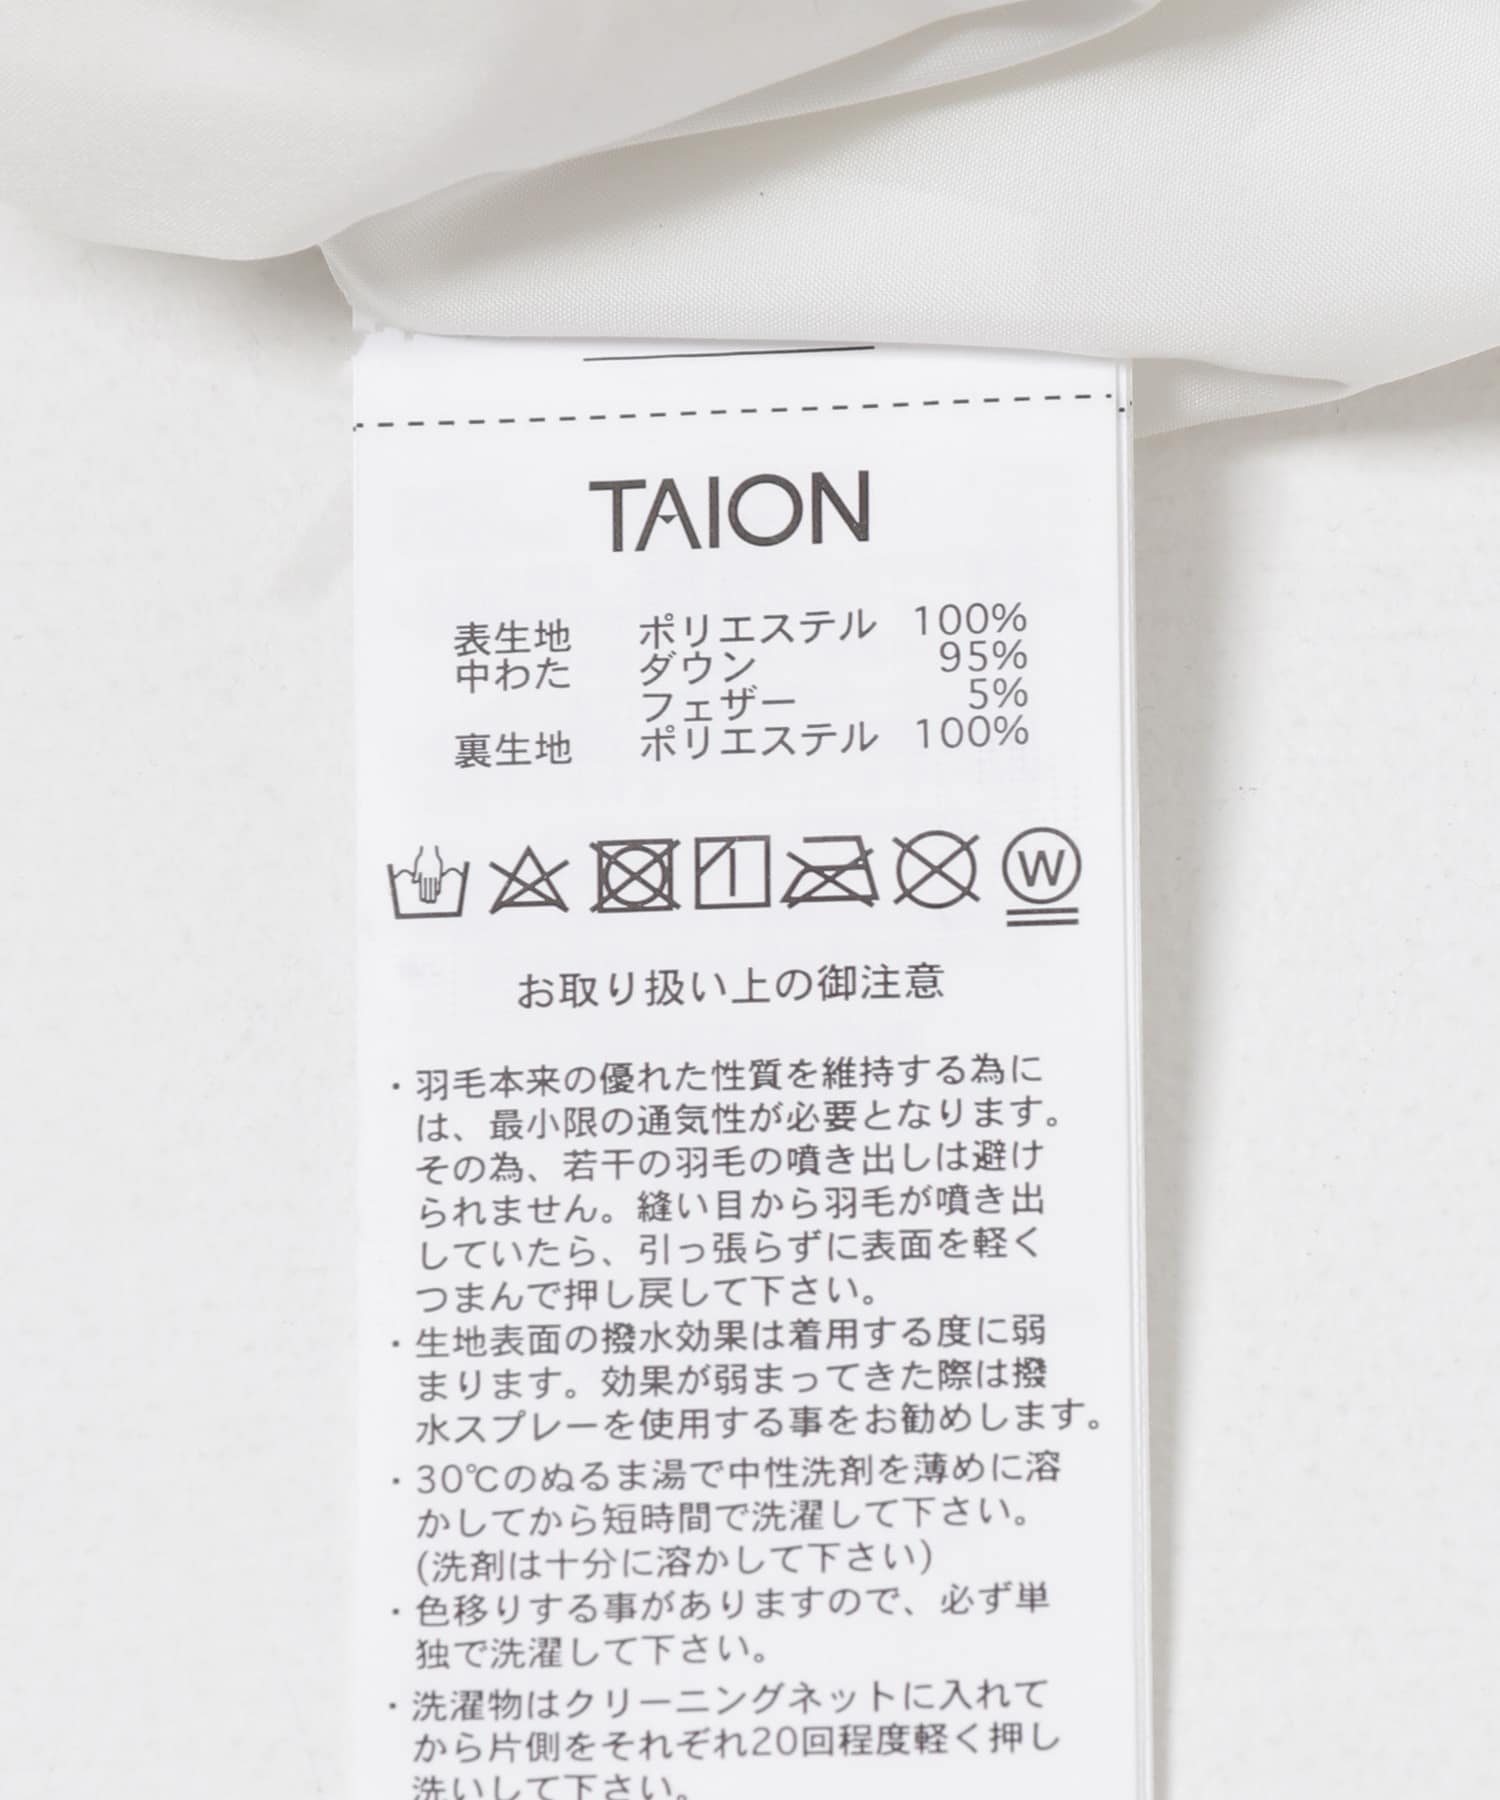 TAION
表生地 ポリエステル 100%
中わた ダウン 95%
フェザー 5%
裏生地 ポリエステル 100%
W
お取り扱い上の御注意
・羽毛本来の優れた性質を維持する為に
は、最小限の通気性が必要となります。
その為、若干の羽毛の噴き出しは避け
られません。縫い目から羽毛が噴き出
していたら、引っ張らずに表面を軽く
つまんで押し戻して下さい。
・生地表面の撥水効果は着用する度に弱
まります。効果が弱まってきた際は撥
水スプレーを使用する事をお勧めします。
・30℃のぬるま湯で中性洗剤を薄めに溶
かしてから短時間で洗濯して下さい。
(洗剤は十分に溶かして下さい)
・色移りする事がありますので、必ず単
独で洗濯して下さい。
・洗濯物はクリーニングネットに入れて
から片側をそれぞれ20回程度軽く押し
洗いして下さい。